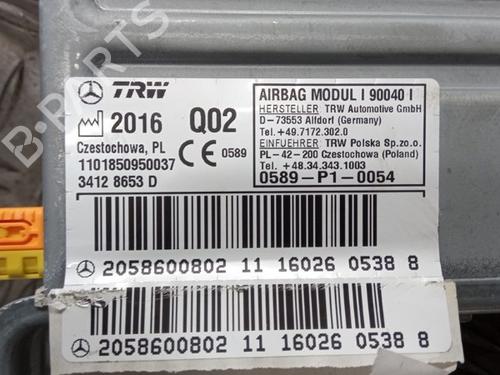 TRW
2016 Q02
Czestochowa, PL
1101850950037
CE 0589
3412 8653 D
AIRBAG MODUL I 90040 I
HERSTELLER TRW Automotive GmbH
D-73553 Alfdorf (Germany)
Tel.+49.7172.302.0
EINFUEHRER TRW Polska Sp.zo.o.
PL-42-200 Czestochowa (Poland)
Tel. +48.34.343.1003
0589-P1-0054
2058600802 11 16026 0538 8
2058600802 11 16026 0538 8